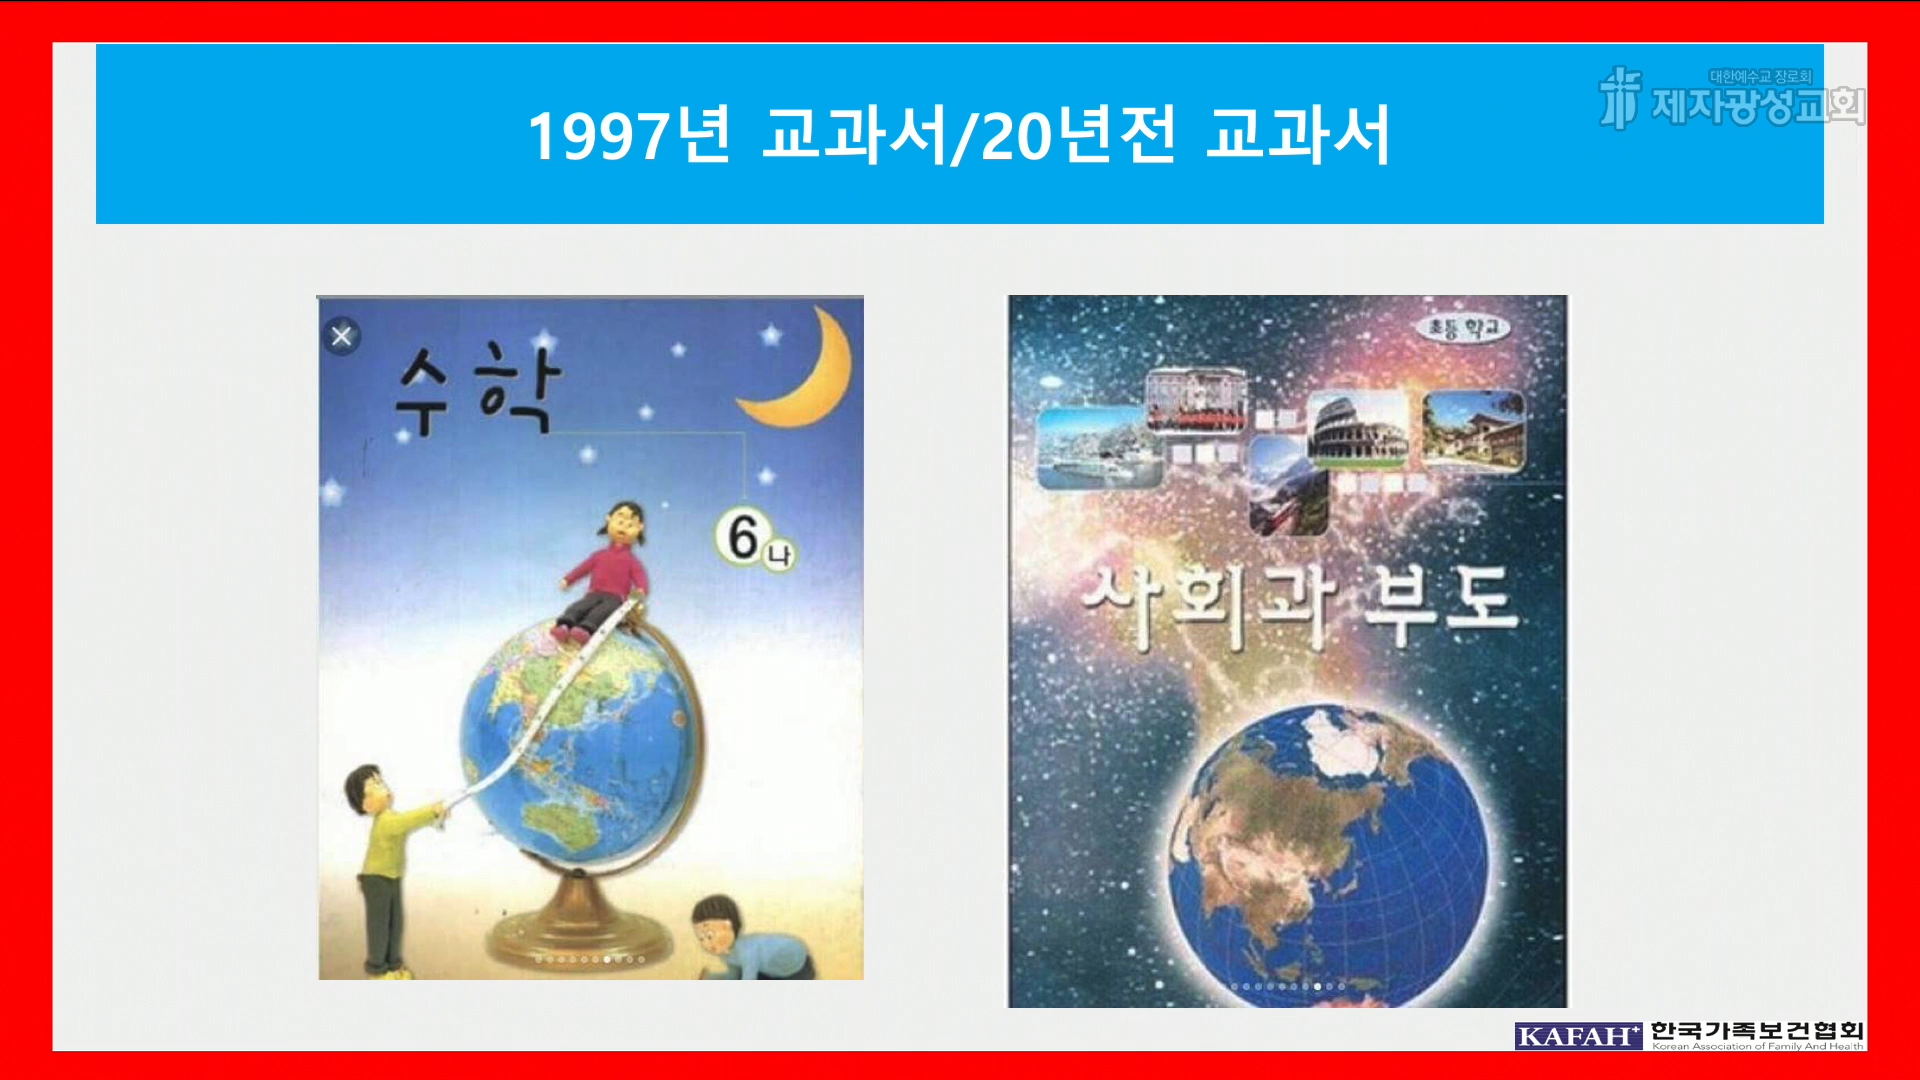 대한예수교 장로회
제자광성교회
1997년 교과서/20년전 교과서
수학
6
나
초등 학교
사회과 부도
KAFAH+ 한국가족보건협회
Korean Association of Family And Health